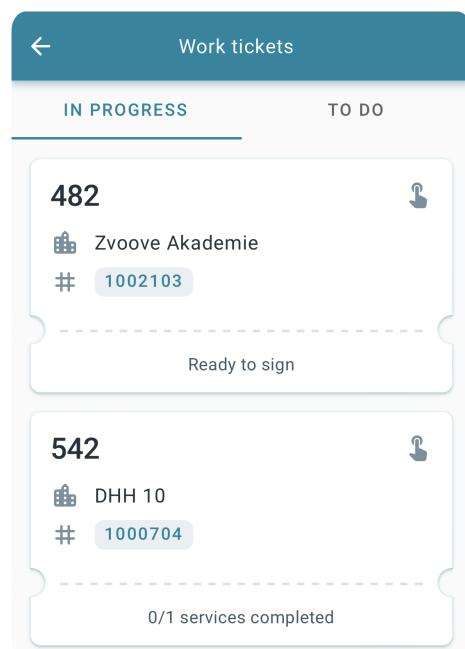 Work tickets
IN PROGRESS
TO DO
482
Zvoove Akademie
1002103
Ready to sign
542
DHH 10
1000704
0/1 services completed